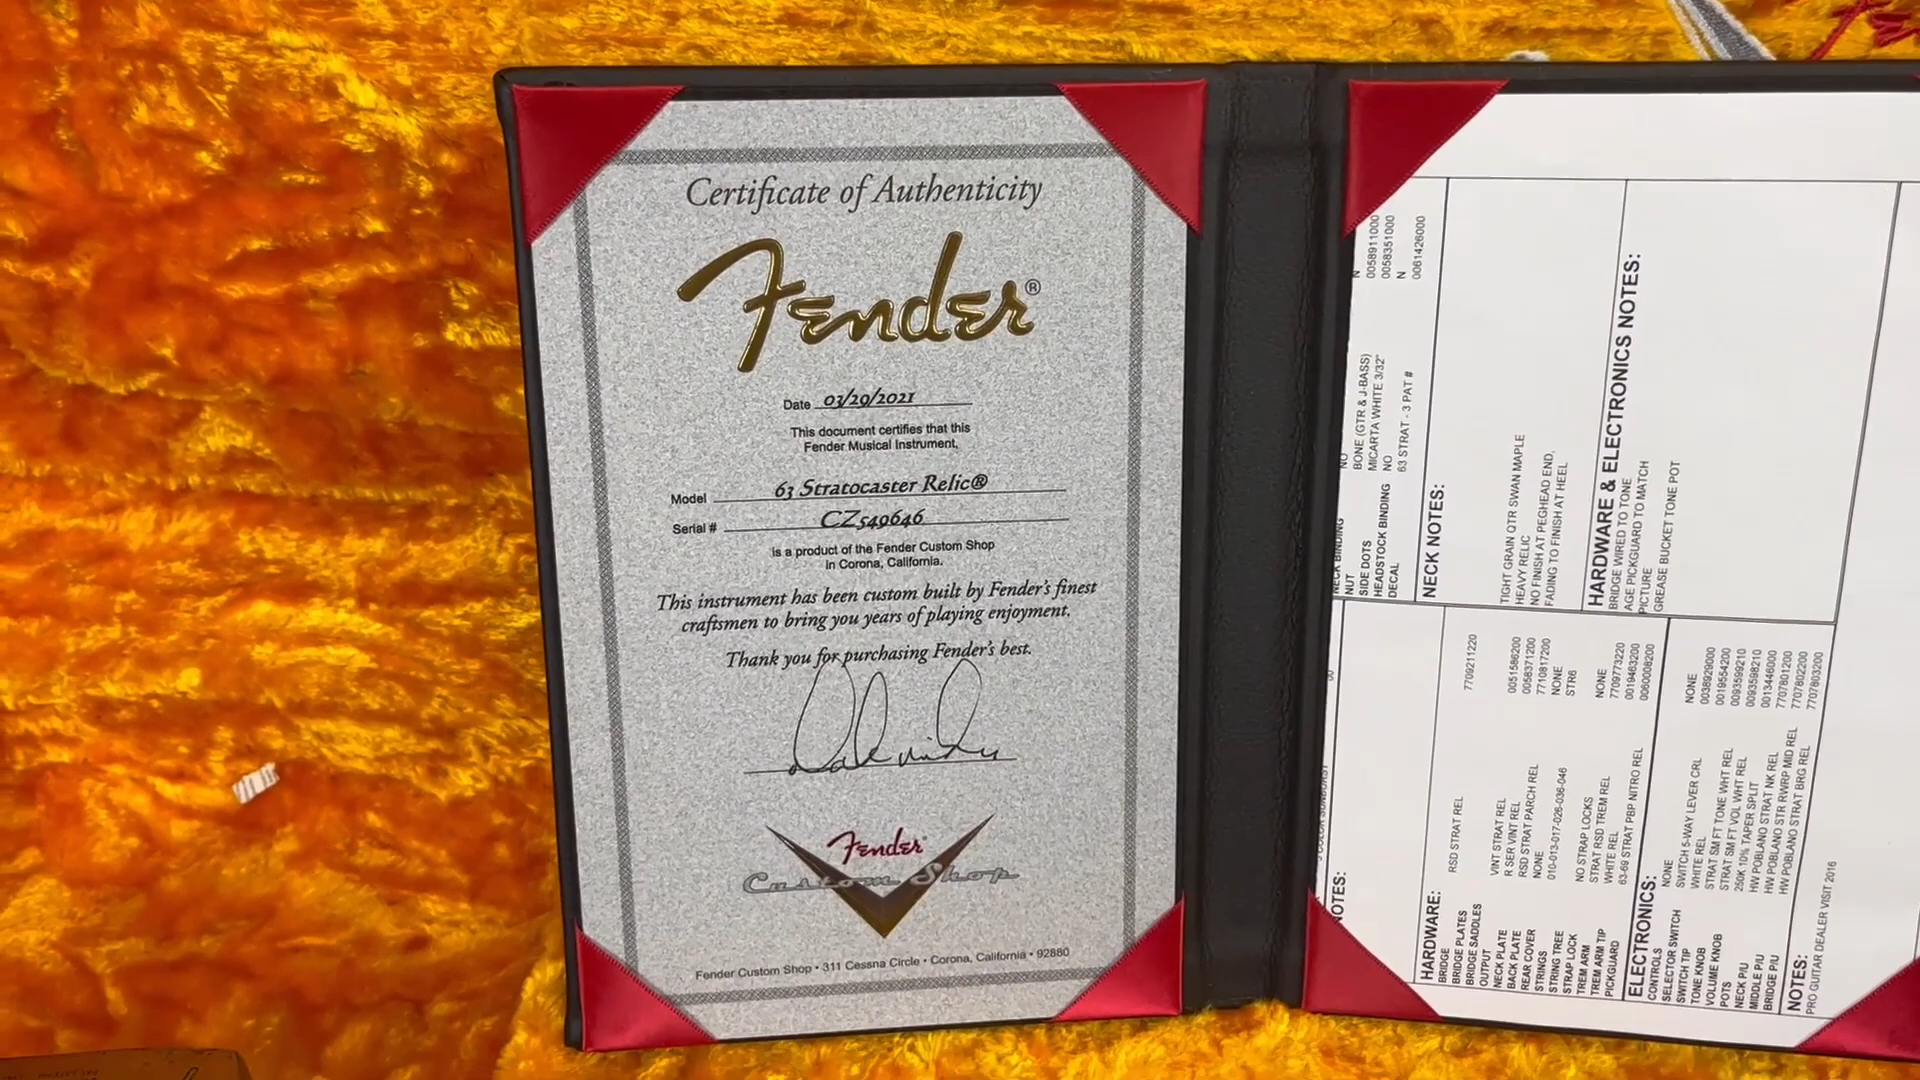 Certificate of Authenticity
Fender®
Date 03/29/2021
This document certifies that this
Fender Musical Instrument,
Model 63 Stratocaster Relic®
Serial # CZ549646
is a product of the Fender Custom Shop
in Corona, California.
This instrument has been custom built by Fender's finest
craftsmen to bring you years of playing enjoyment.
Thank you for purchasing Fender's best.
Fender®
Custom Shop
Fender Custom Shop • 311 Cessna Circle • Corona, California • 92880
NECK BINDING NO N
NUT BONE (GTR & J-BASS) 0058911000
SIDE DOTS MICARTA WHITE 3/32" 0058351000
HEADSTOCK BINDING NO N
DECAL 63 STRAT - 3 PAT # 0061426000
NECK NOTES:
TIGHT GRAIN QTR SWAN MAPLE
HEAVY RELIC
NO FINISH AT PEGHEAD END,
FADING TO FINISH AT HEEL
HARDWARE & ELECTRONICS NOTES:
BRIDGE WIRED TO TONE
AGE PICKGUARD TO MATCH
PICTURE
GREASE BUCKET TONE POT
OTES:
HARDWARE:
BRIDGE RSD STRAT REL 7709211220
BRIDGE PLATES
BRIDGE SADDLES
OUTPUT
NECK PLATE VINT STRAT REL 0051586200
BACK PLATE R SER VINT REL 0058371200
REAR COVER RSD STRAT PARCH REL 7710817200
STRINGS NONE NONE
STRING TREE 010-013-017-026-036-046 STR6
STRAP LOCK
TREM ARM NO STRAP LOCKS NONE
TREM ARM TIP STRAT RSD TREM REL 7709773220
PICKGUARD WHITE REL 0019463200
63-69 STRAT PBP NITRO REL 0060008200
ELECTRONICS:
CONTROLS NONE NONE
SELECTOR SWITCH SWITCH 5-WAY LEVER CRL 0038929000
SWITCH TIP WHITE REL 0019554200
TONE KNOB STRAT SM FT TONE WHT REL 0093599210
VOLUME KNOB STRAT SM FT VOL WHT REL 0093598210
POTS 250K 10% TAPER SPLIT 0013446000
NECK P/U HW POBLANO STRAT NK REL 7707801200
MIDDLE P/U HW POBLANO STR RWRP MID REL 7707802200
BRIDGE P/U HW POBLANO STRAT BRG REL 7707803200
NOTES:
PRO GUITAR DEALER VISIT 2016